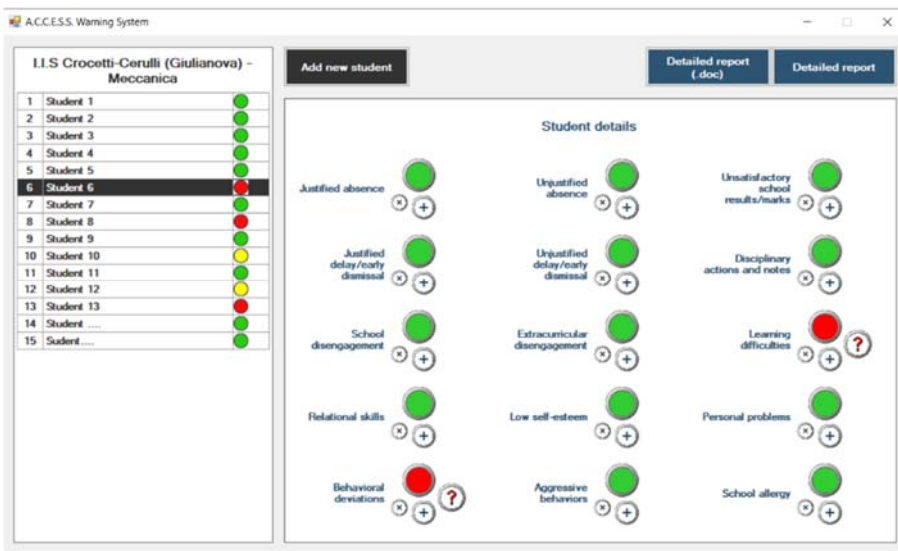 A.C.C.E.S.S. Warning System
I.I.S Crocetti-Cerulli (Giulianova) -
Meccanica
1 Student 1
2 Student 2
3 Student 3
4 Student 4
5 Student 5
6 Student 6
7 Student 7
8 Student 8
9 Student 9
10 Student 10
11 Student 11
12 Student 12
13 Student 13
14 Student ....
15 Sudent....
Add new student
Detailed report
(.doc)
Detailed report
Student details
Justified absence
Unjustified
absence
Unsatisfactory
school
results/marks
Justified
delay/early
dismissal
Unjustified
delay/early
dismissal
Disciplinary
actions and notes
School
disengagement
Extracurricular
disengagement
Learning
difficulties
?
Relational skills
Low self-esteem
Personal problems
Behavioral
deviations
?
Aggressive
behaviors
School allergy